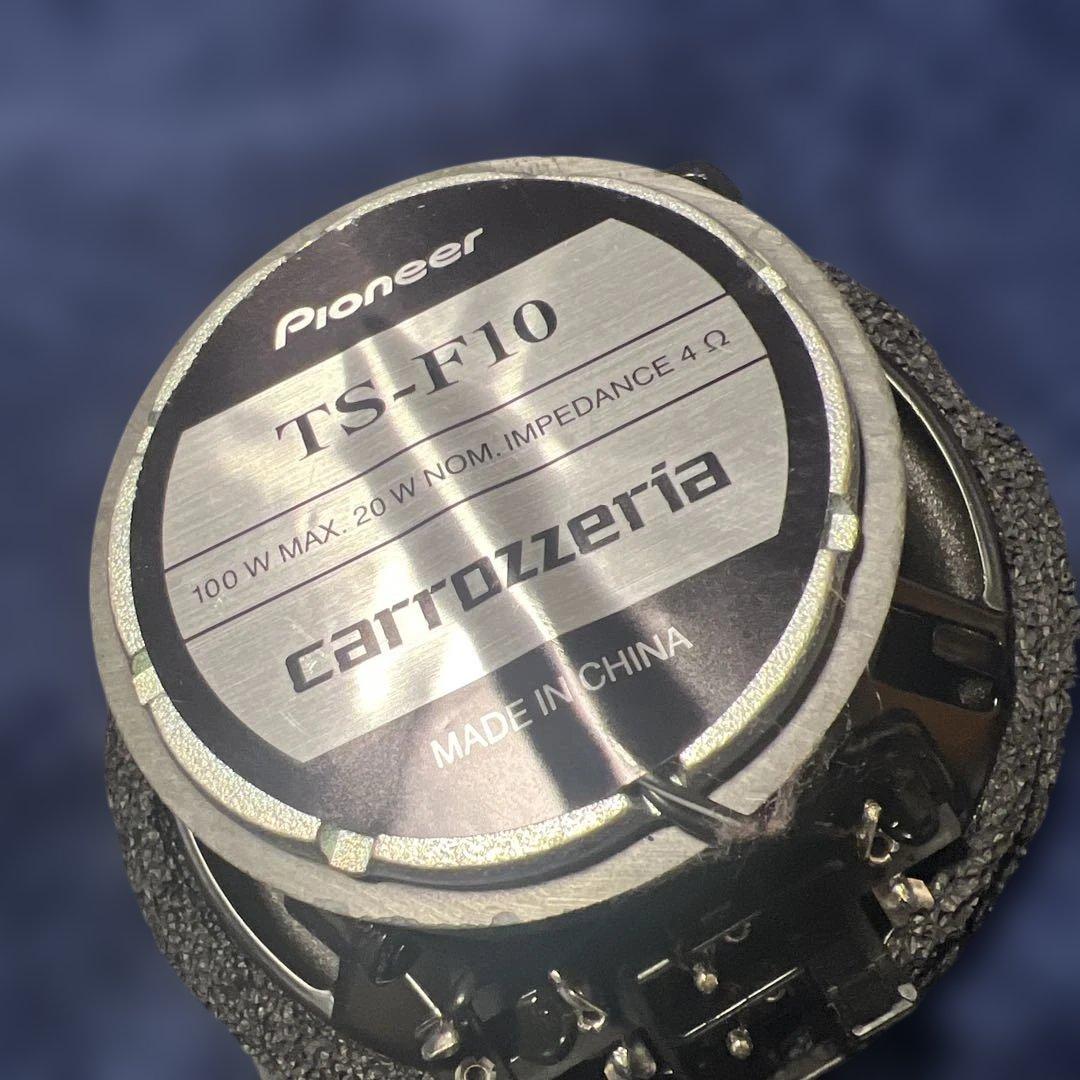 Pioneer
TS-F10
100 W MAX. 20 W NOM. IMPEDANCE 4 Ω
carrozzeria
MADE IN CHINA